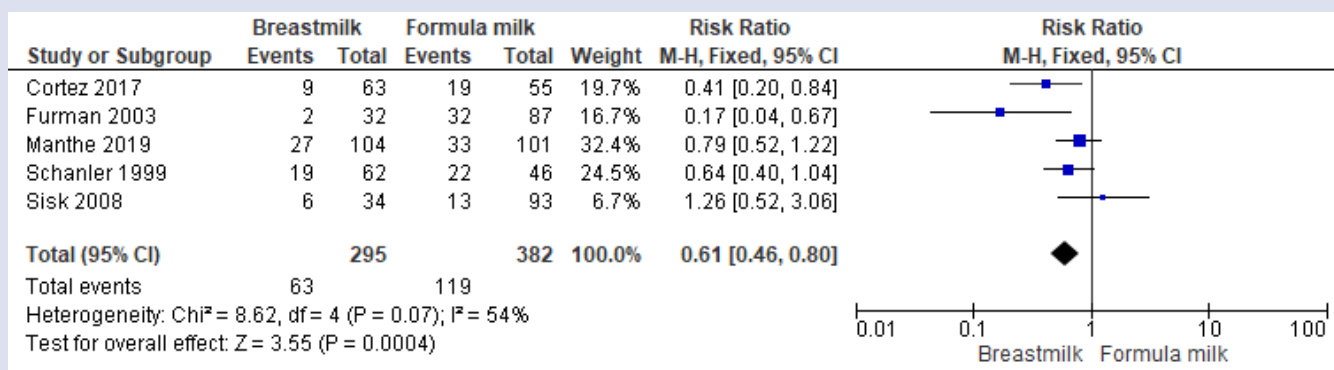 Breastmilk Formula milk Risk Ratio Risk Ratio
Study or Subgroup Events Total Events Total Weight M-H, Fixed, 95% CI M-H, Fixed, 95% CI
Cortez 2017 9 63 19 55 19.7% 0.41 [0.20, 0.84]
Furman 2003 2 32 32 87 16.7% 0.17 [0.04, 0.67]
Manthe 2019 27 104 33 101 32.4% 0.79 [0.52, 1.22]
Schanler 1999 19 62 22 46 24.5% 0.64 [0.40, 1.04]
Sisk 2008 6 34 13 93 6.7% 1.26 [0.52, 3.06]
Total (95% CI) 295 382 100.0% 0.61 [0.46, 0.80]
Total events 63 119
Heterogeneity: Chi² = 8.62, df = 4 (P = 0.07); I² = 54%
Test for overall effect: Z = 3.55 (P = 0.0004)
0.01 0.1 1 10 100
Breastmilk Formula milk